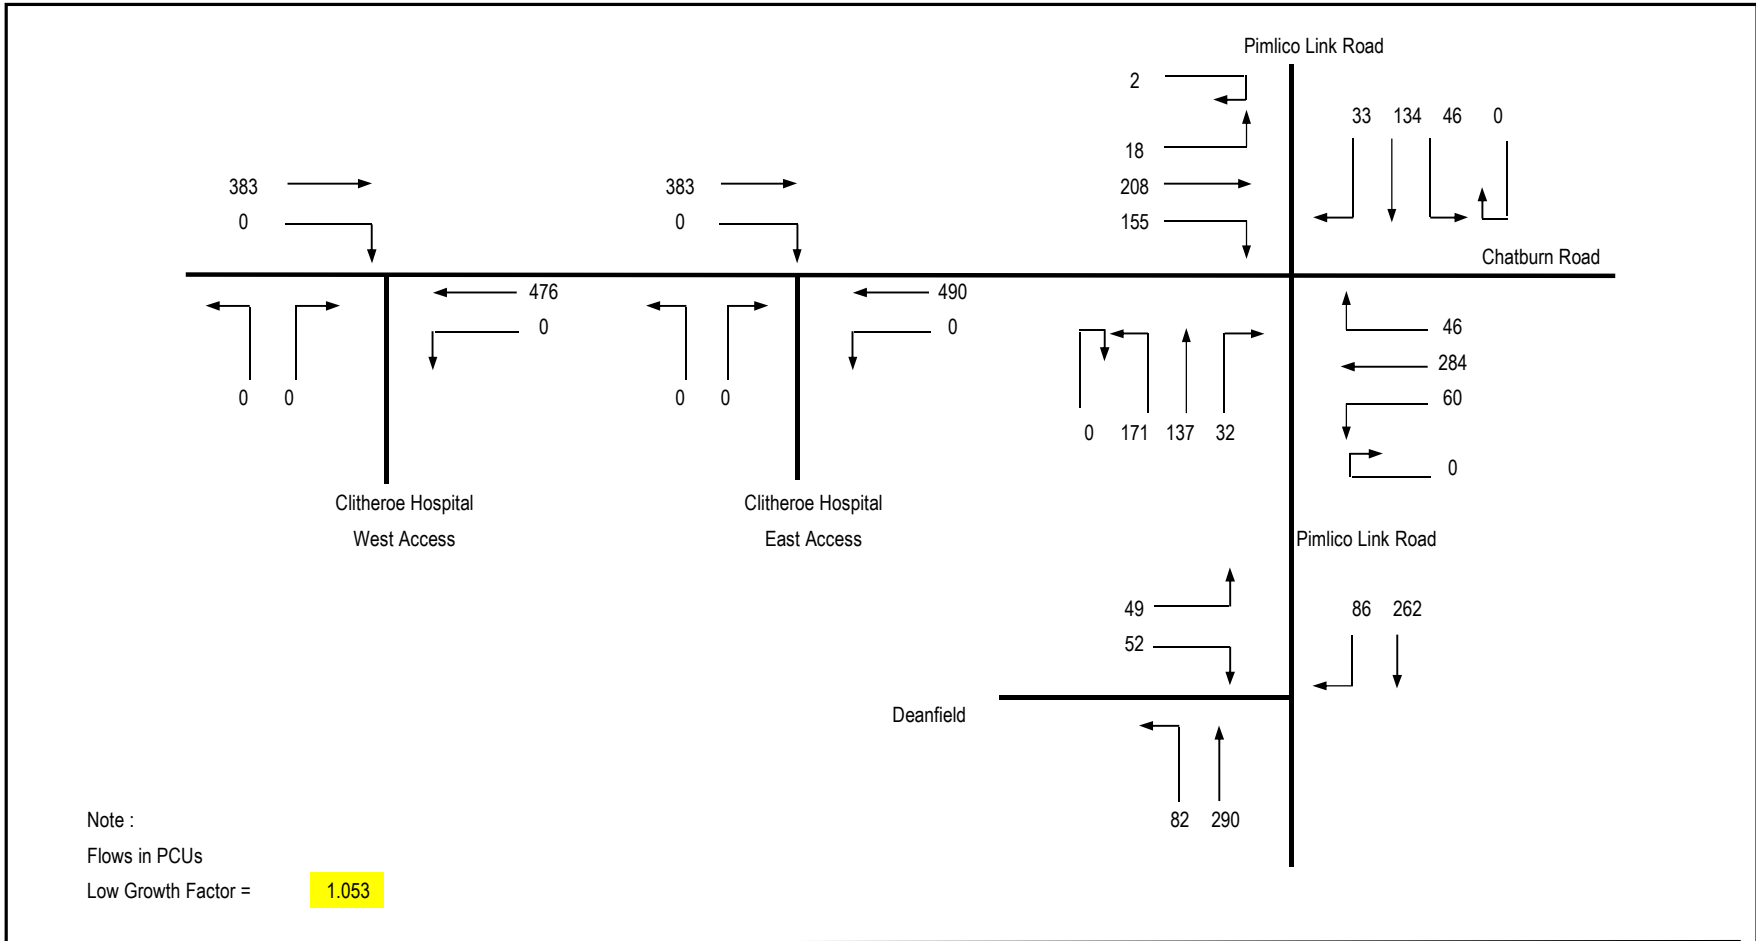 Pimlico Link Road
2
33 134 46 0
18
383
383
208
0
0
155
Chatburn Road
476
490
0
0
46
284
0 0
0 0
60
0 171 137 32
0
Clitheroe Hospital
West Access
Clitheroe Hospital
East Access
Pimlico Link Road
49
86 262
52
Deanfield
82 290
Note :
Flows in PCUs
Low Growth Factor = 1.053